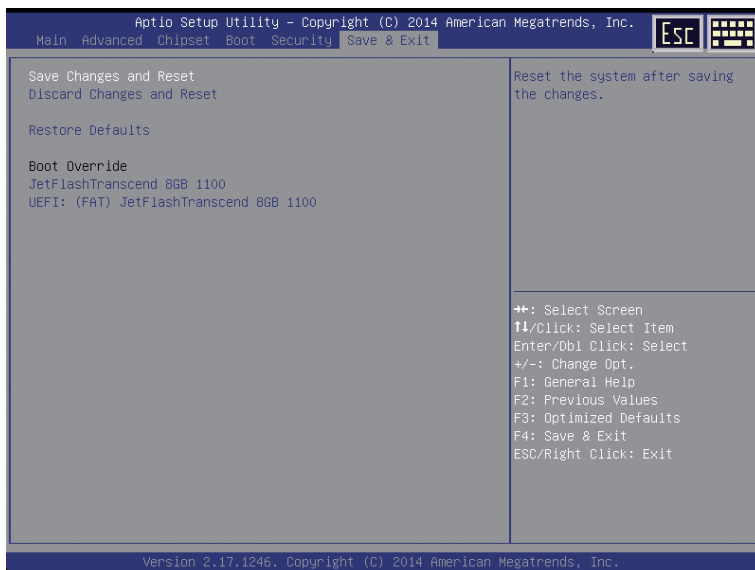 Aptio Setup Utility – Copyright (C) 2014 American Megatrends, Inc.
Esc
Main Advanced Chipset Boot Security Save & Exit
Save Changes and Reset
Discard Changes and Reset
Restore Defaults
Boot Override
JetFlashTranscend 8GB 1100
UEFI: (FAT) JetFlashTranscend 8GB 1100
Reset the system after saving
the changes.
→←: Select Screen
↑↓/Click: Select Item
Enter/Dbl Click: Select
+/-: Change Opt.
F1: General Help
F2: Previous Values
F3: Optimized Defaults
F4: Save & Exit
ESC/Right Click: Exit
Version 2.17.1246. Copyright (C) 2014 American Megatrends, Inc.